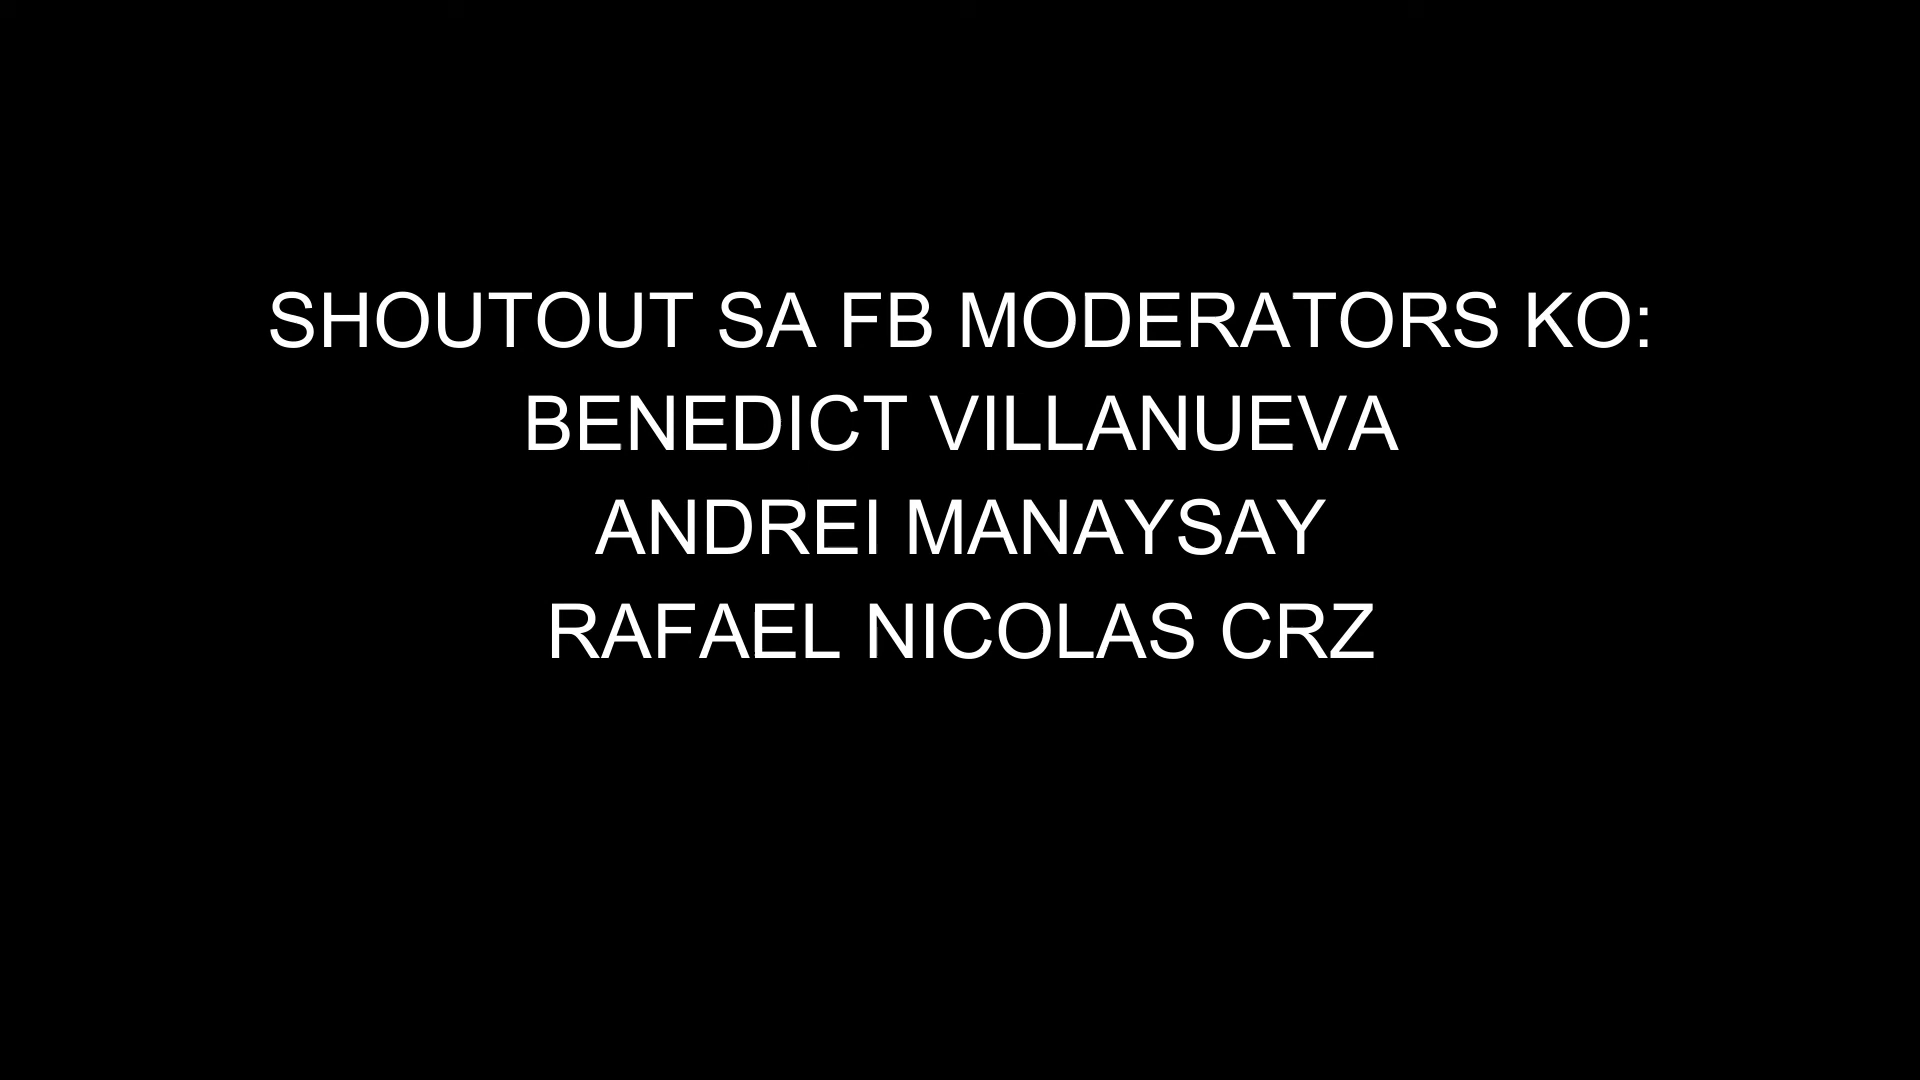 SHOUTOUT SA FB MODERATORS KO:
BENEDICT VILLANUEVA
ANDREI MANAYSAY
RAFAEL NICOLAS CRZ